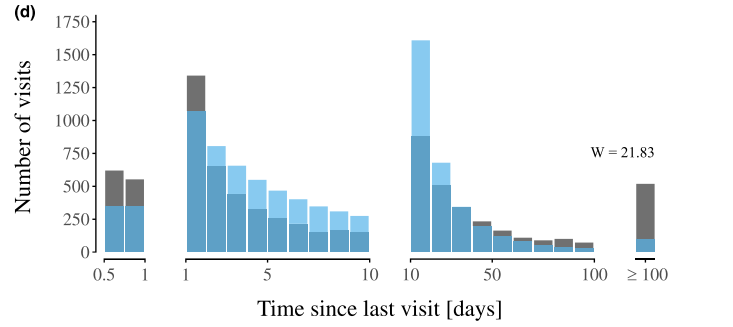 (d)
Number of visits
1750
1500
1250
1000
750
500
250
0
W = 21.83
0.5 1 1 5 10 10 50 100 ≥ 100
Time since last visit [days]